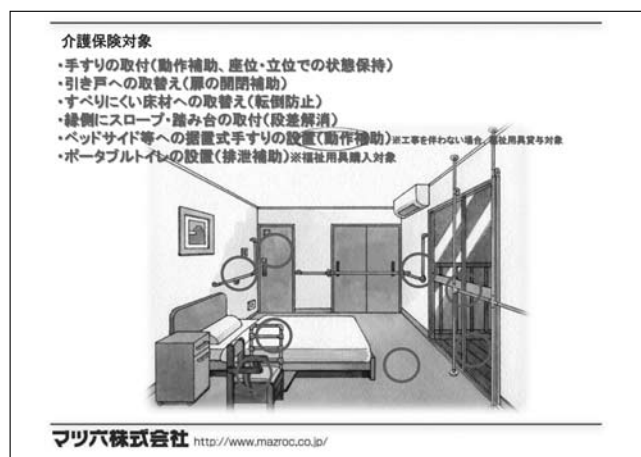 介護保険対象
・手すりの取付(動作補助、座位・立位での状態保持)
・引き戸への取替え(扉の開閉補助)
・すべりにくい床材への取替え(転倒防止)
・縁側にスロープ・踏み台の取付(段差解消)
・ベッドサイド等への据置式手すりの設置(動作補助)※工事を伴わない場合、福祉用具貸与対象
・ポータブルトイレの設置(排泄補助)※福祉用具購入対象
マツ六株式会社 http://www.mazroc.co.jp/